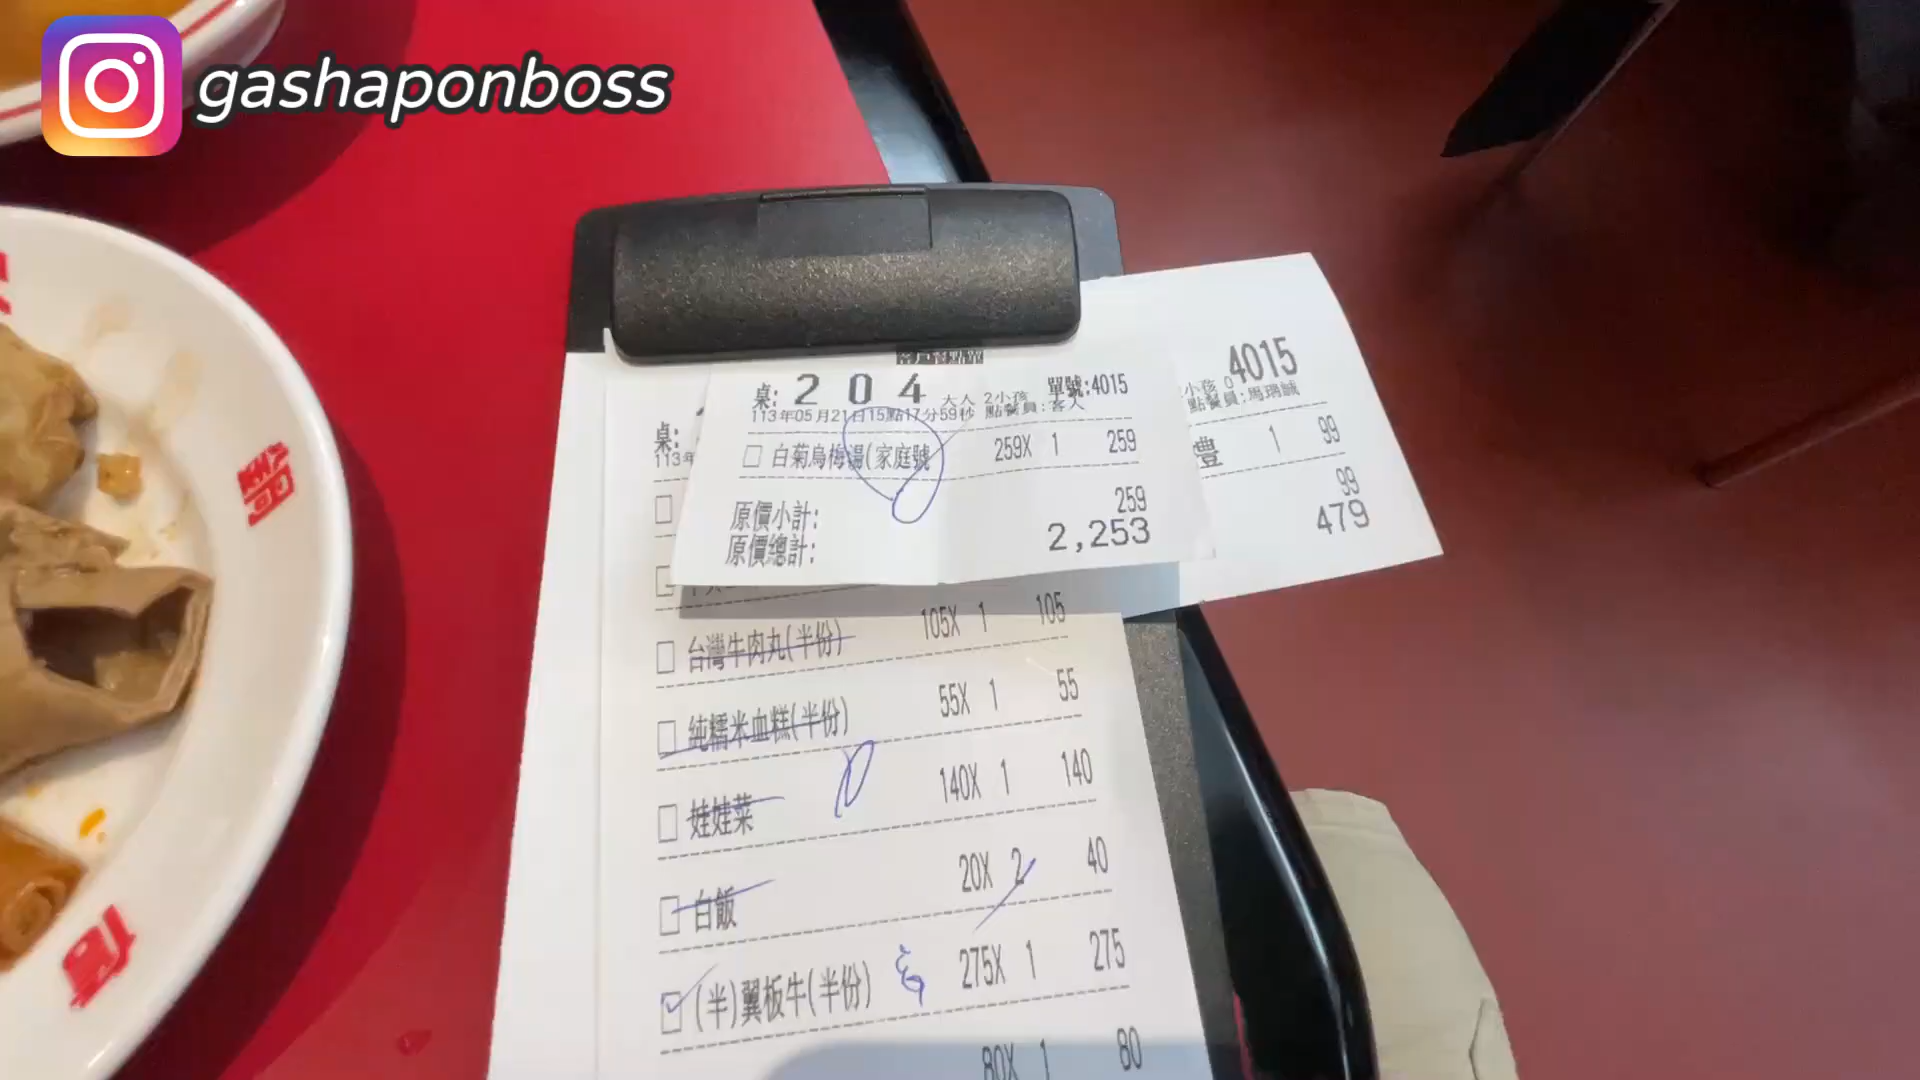 gashaponboss
桌: 204 大人 2小孩 單號:4015
113年05月21日15點17分59秒 點餐員:客人
白菊烏梅湯(家庭號 259X 1 259
原價小計: 259
原價總計: 2,253
4015
小孩 0
點餐員:馬瑀誠
豐 1 99
99
479
桌:
113年
台灣牛肉丸(半份) 105X 1 105
純糯米血糕(半份) 55X 1 55
娃娃菜 140X 1 140
白飯 20X 2 40
(半)翼板牛(半份) 275X 1 275
80X 1 80